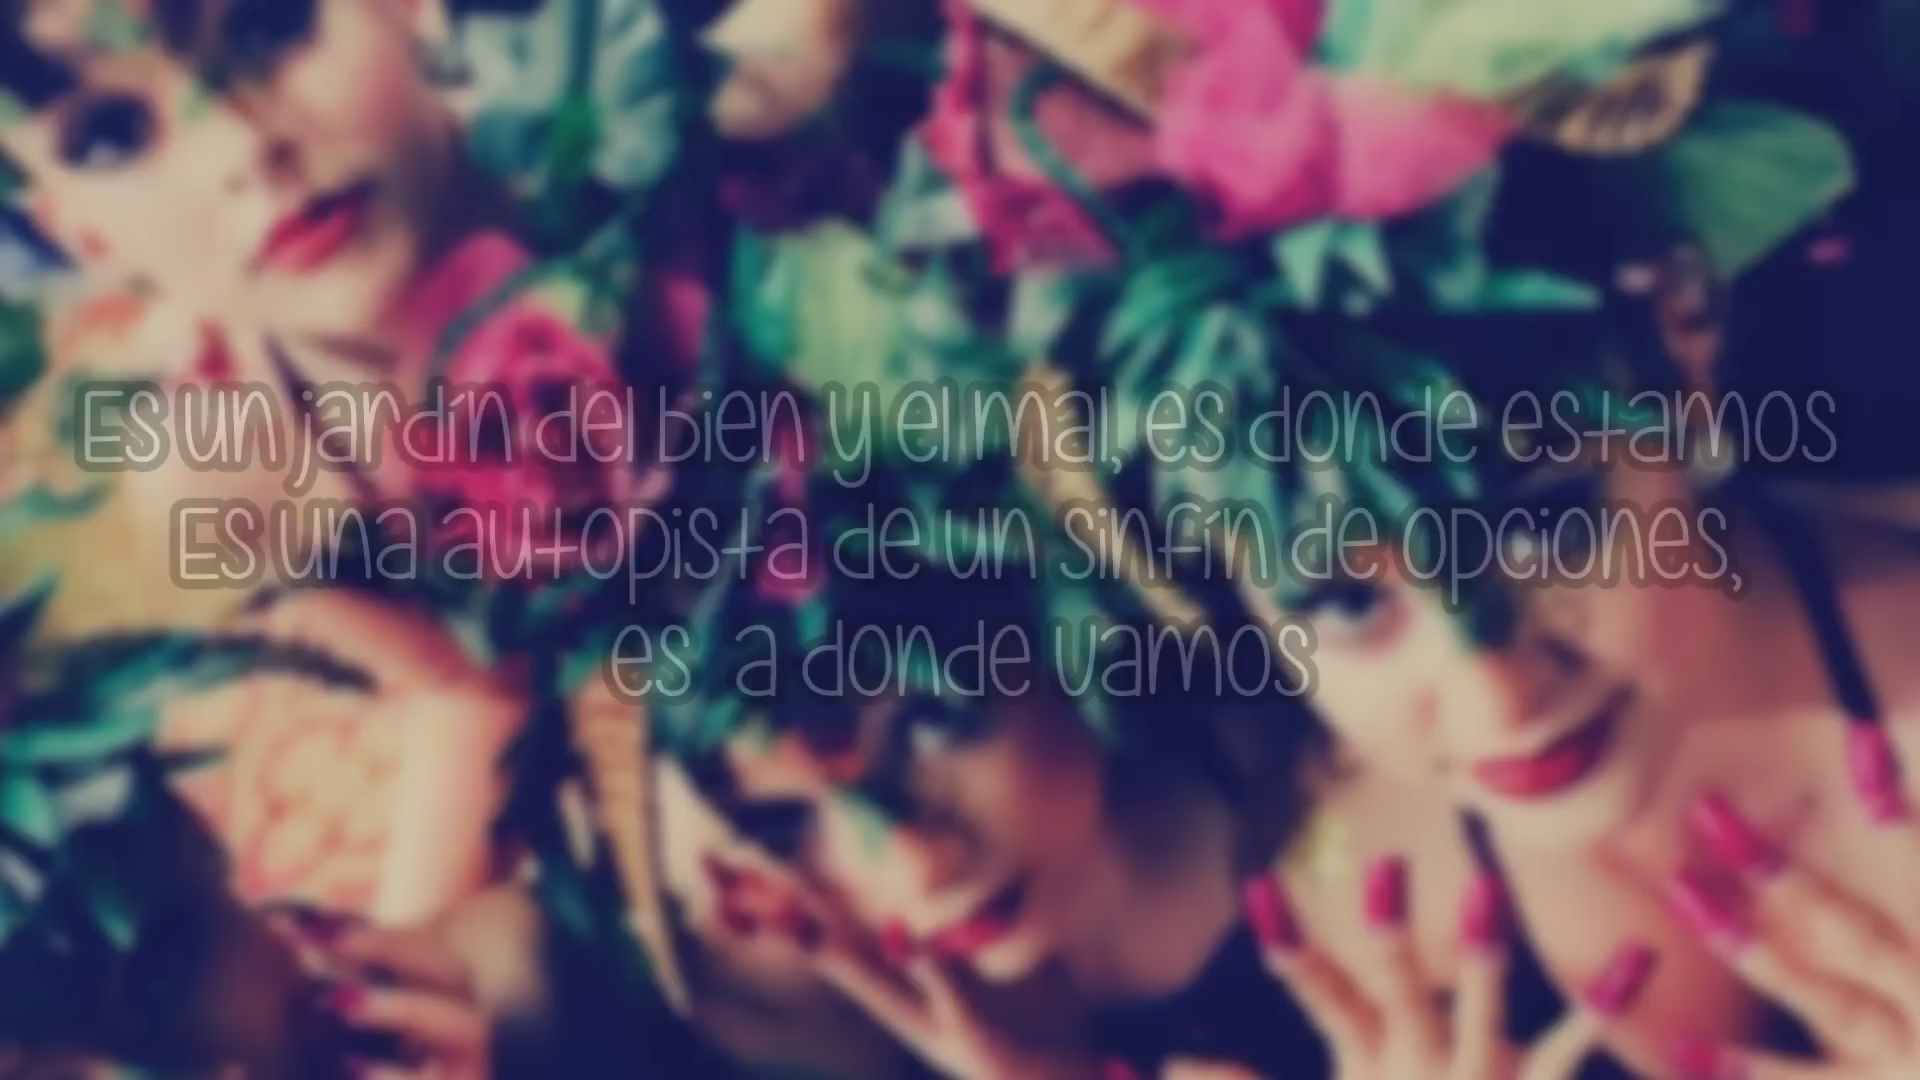 Es un jardín del bien y el mal, es donde estamos
Es una autopista de un sinfín de opciones,
es a donde vamos